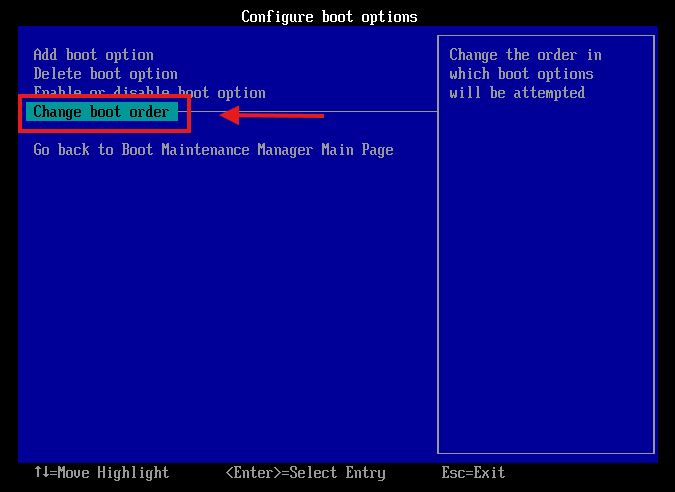 Configure boot options
Add boot option
Delete boot option
Enable or disable boot option
Change boot order
Go back to Boot Maintenance Manager Main Page
Change the order in
which boot options
will be attempted
↑↓=Move Highlight <Enter>=Select Entry Esc=Exit